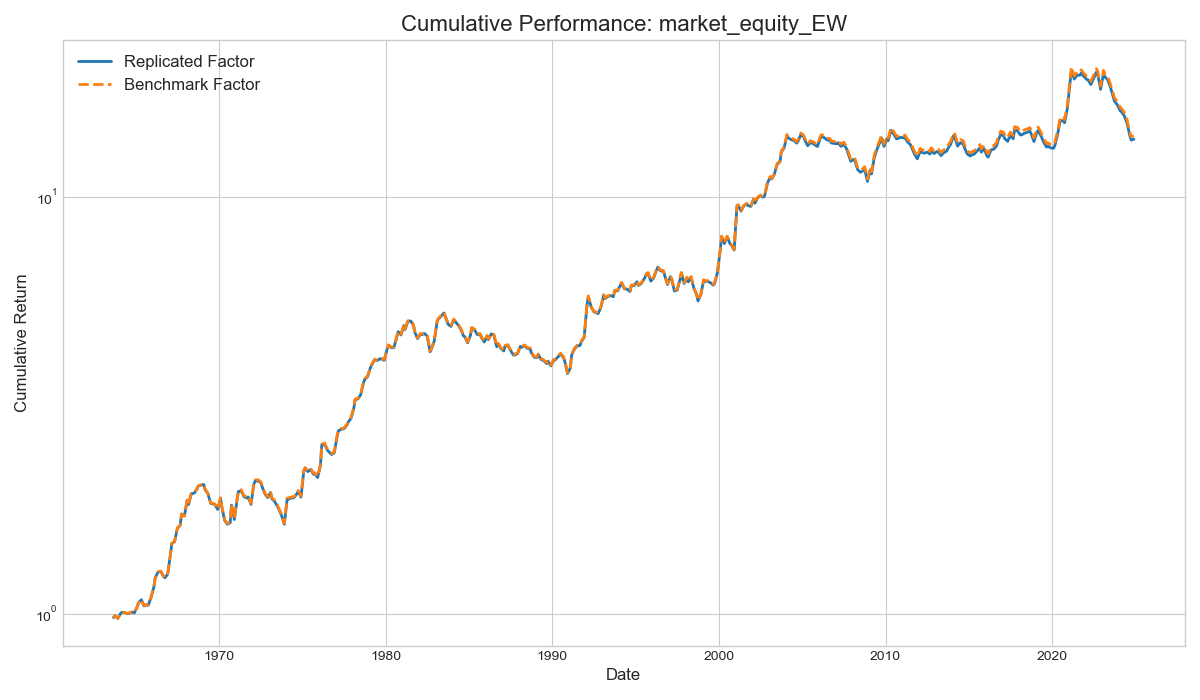 Cumulative Performance: market_equity_EW
Replicated Factor
Benchmark Factor
Cumulative Return
10¹
10⁰
1970 1980 1990 2000 2010 2020
Date